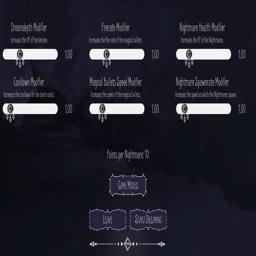 Dreamdepth Modifier
Increases the HP of the heroine.
1.00
Firerate Modifier
Increases the fire rate of the magical bullets.
1.00
Nightmare Health Modifier
Increases the HP of the Nightmares.
1.00
Cooldown Modifier
Increases the cooldown for the torch cards.
1.00
Magical Bullets Speed Modifier
Increases the speed of the magical bullets.
1.00
Nightmare Spawnrate Modifier
Increases the speed at which the Nightmares spawn.
1.00
Points per Nightmare: 10
Game Modes
Leave
Start Dreaming